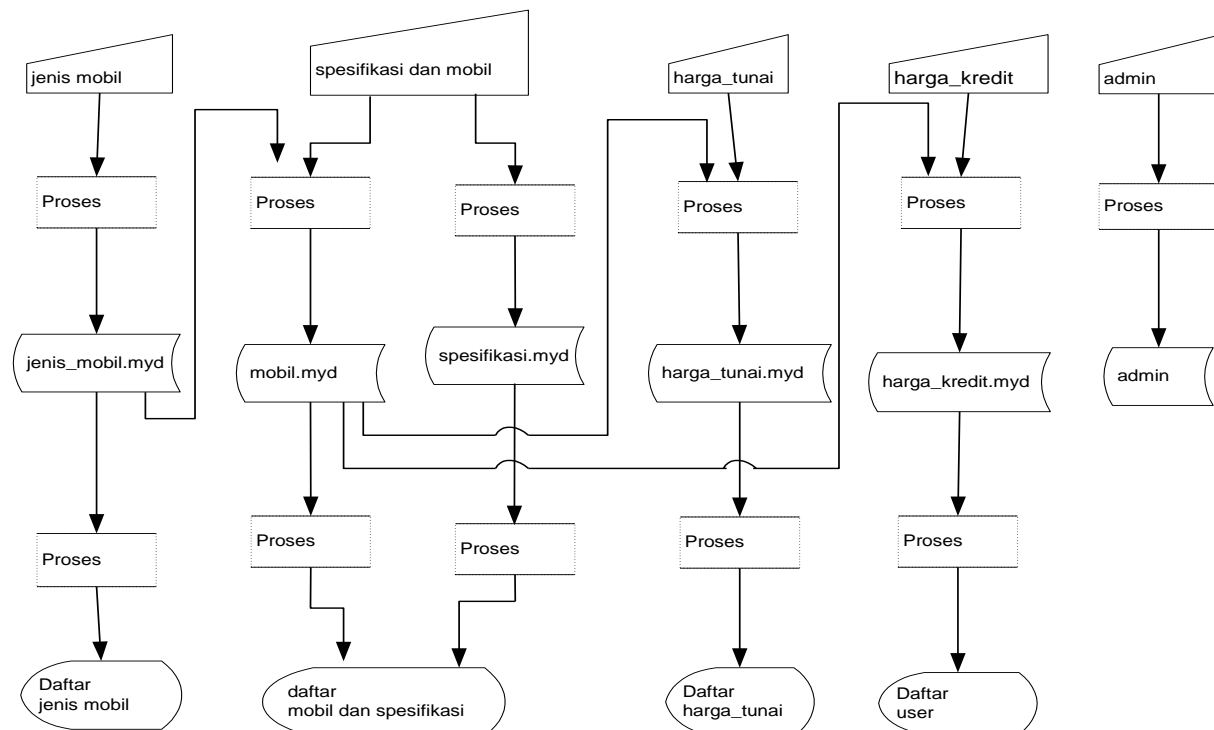 jenis mobil
spesifikasi dan mobil
harga_tunai
harga_kredit
admin
Proses
Proses
Proses
Proses
Proses
Proses
jenis_mobil.myd
mobil.myd
spesifikasi.myd
harga_tunai.myd
harga_kredit.myd
admin
Proses
Proses
Proses
Proses
Proses
Daftar
jenis mobil
daftar
mobil dan spesifikasi
Daftar
harga_tunai
Daftar
user